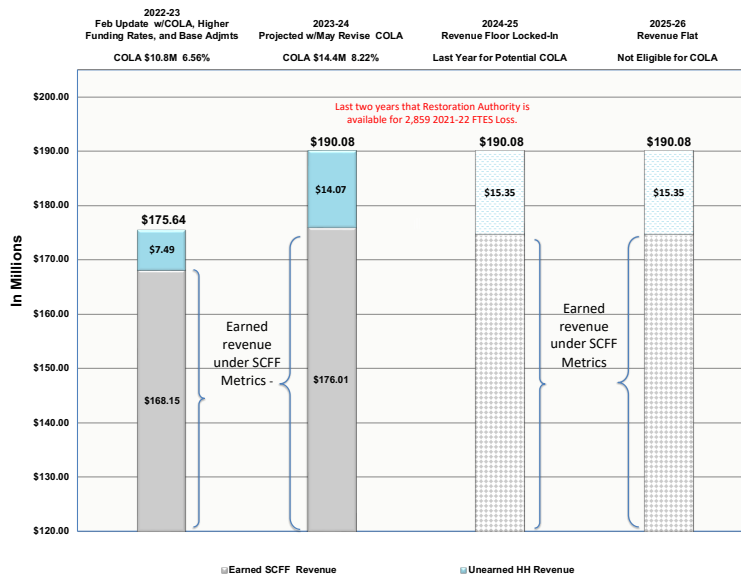 2022-23
Feb Update w/COLA, Higher
Funding Rates, and Base Adjmts
COLA $10.8M 6.56%
2023-24
Projected w/May Revise COLA
COLA $14.4M 8.22%
2024-25
Revenue Floor Locked-In
Last Year for Potential COLA
2025-26
Revenue Flat
Not Eligible for COLA
In Millions
$200.00
$190.00
$180.00
$170.00
$160.00
$150.00
$140.00
$130.00
$120.00
Last two years that Restoration Authority is
available for 2,859 2021-22 FTES Loss.
$175.64
$7.49
$168.15
$190.08
$14.07
$176.01
$190.08
$15.35
$190.08
$15.35
Earned
revenue
under SCFF
Metrics -
Earned
revenue
under SCFF
Metrics
Earned SCFF Revenue
Unearned HH Revenue